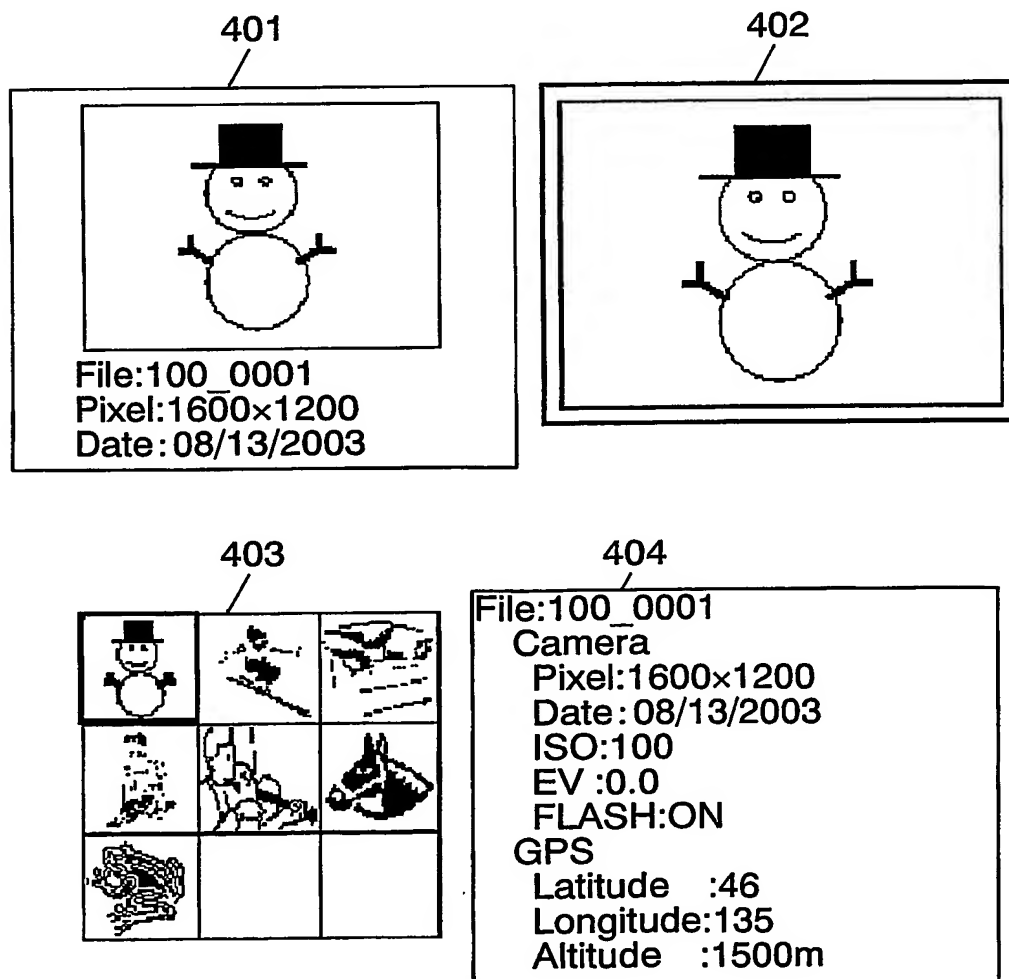 401
402
File:100_0001
Pixel:1600×1200
Date:08/13/2003
403
404
File:100_0001
Camera
Pixel:1600×1200
Date:08/13/2003
ISO:100
EV :0.0
FLASH:ON
GPS
Latitude :46
Longitude:135
Altitude :1500m